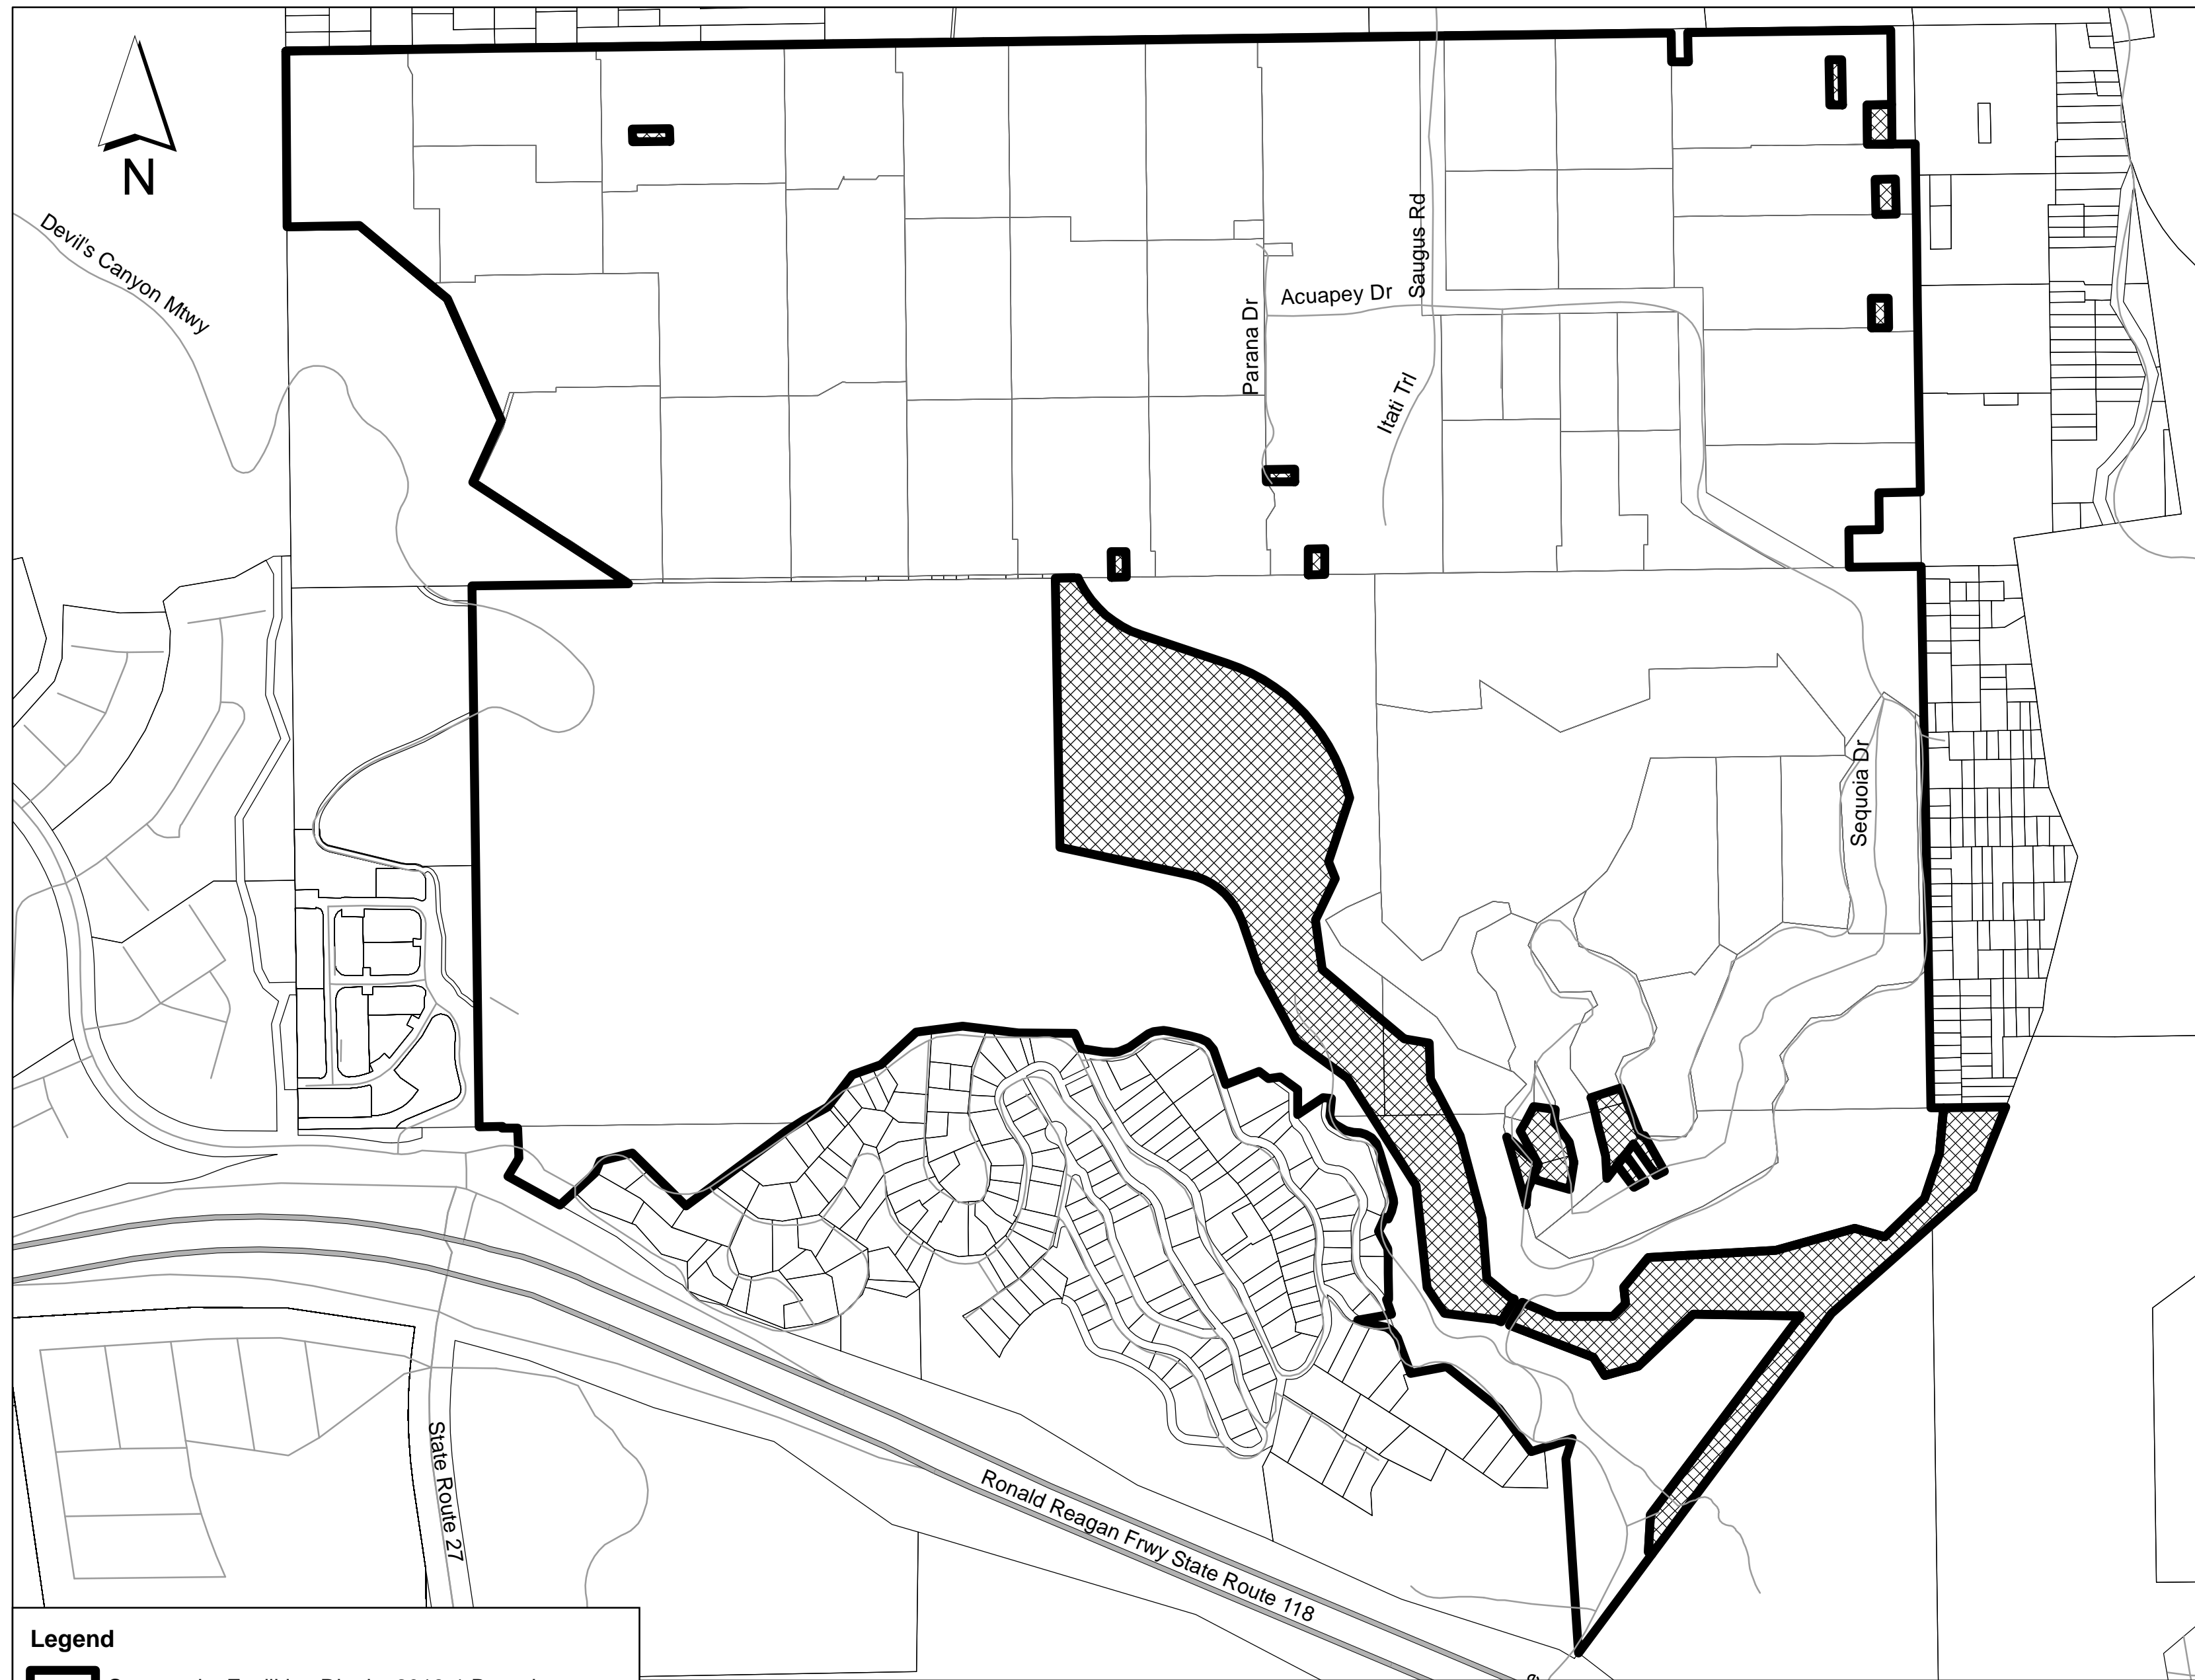 N
Devil's Canyon Mtwy
Saugus Rd
Acuapey Dr
Parana Dr
Itati Trl
Sequoia Dr
State Route 27
Ronald Reagan Frwy State Route 118
Legend